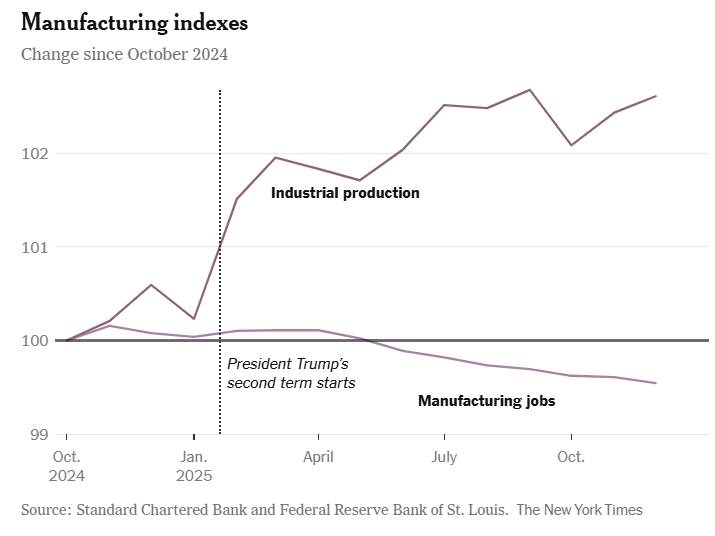 Manufacturing indexes
Change since October 2024
102
Industrial production
101
100
President Trump’s
second term starts
Manufacturing jobs
99
Oct. Jan. April July Oct.
2024 2025
Source: Standard Chartered Bank and Federal Reserve Bank of St. Louis. The New York Times